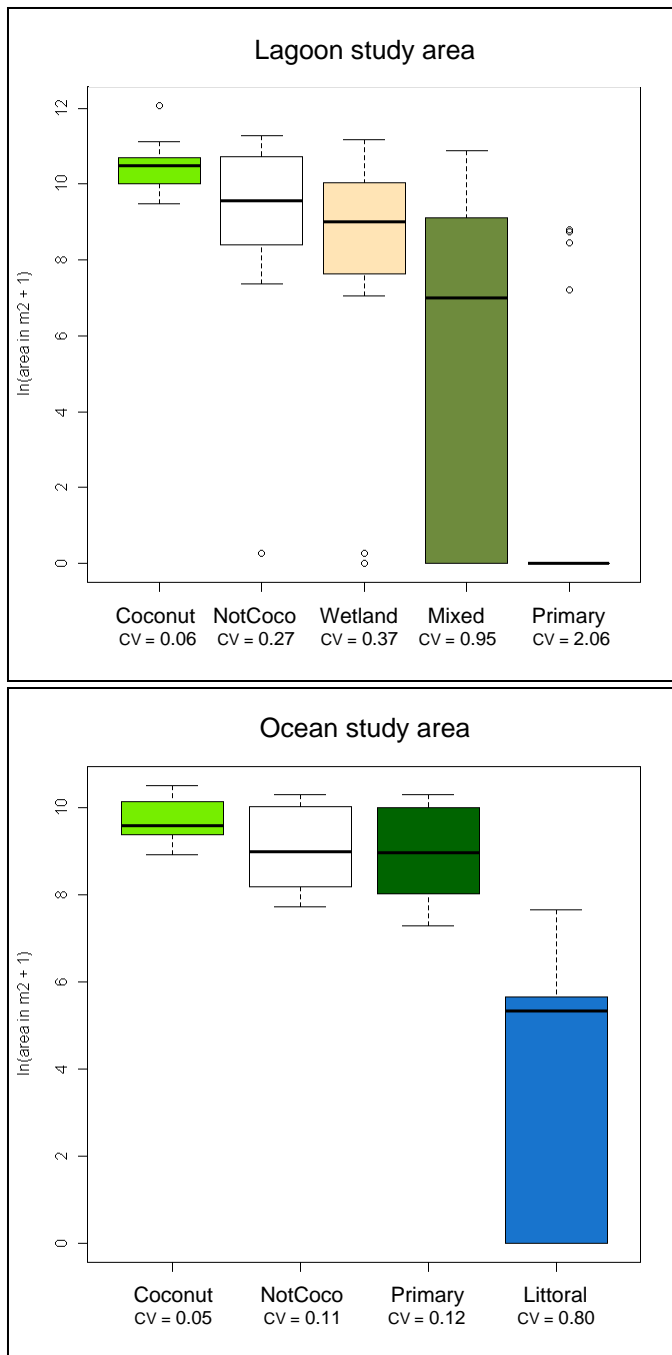 Lagoon study area
ln(area in m2 + 1)
12
10
8
6
4
2
0
Coconut NotCoco Wetland Mixed Primary
CV = 0.06 CV = 0.27 CV = 0.37 CV = 0.95 CV = 2.06
Ocean study area
ln(area in m2 + 1)
10
8
6
4
2
0
Coconut NotCoco Primary Littoral
CV = 0.05 CV = 0.11 CV = 0.12 CV = 0.80